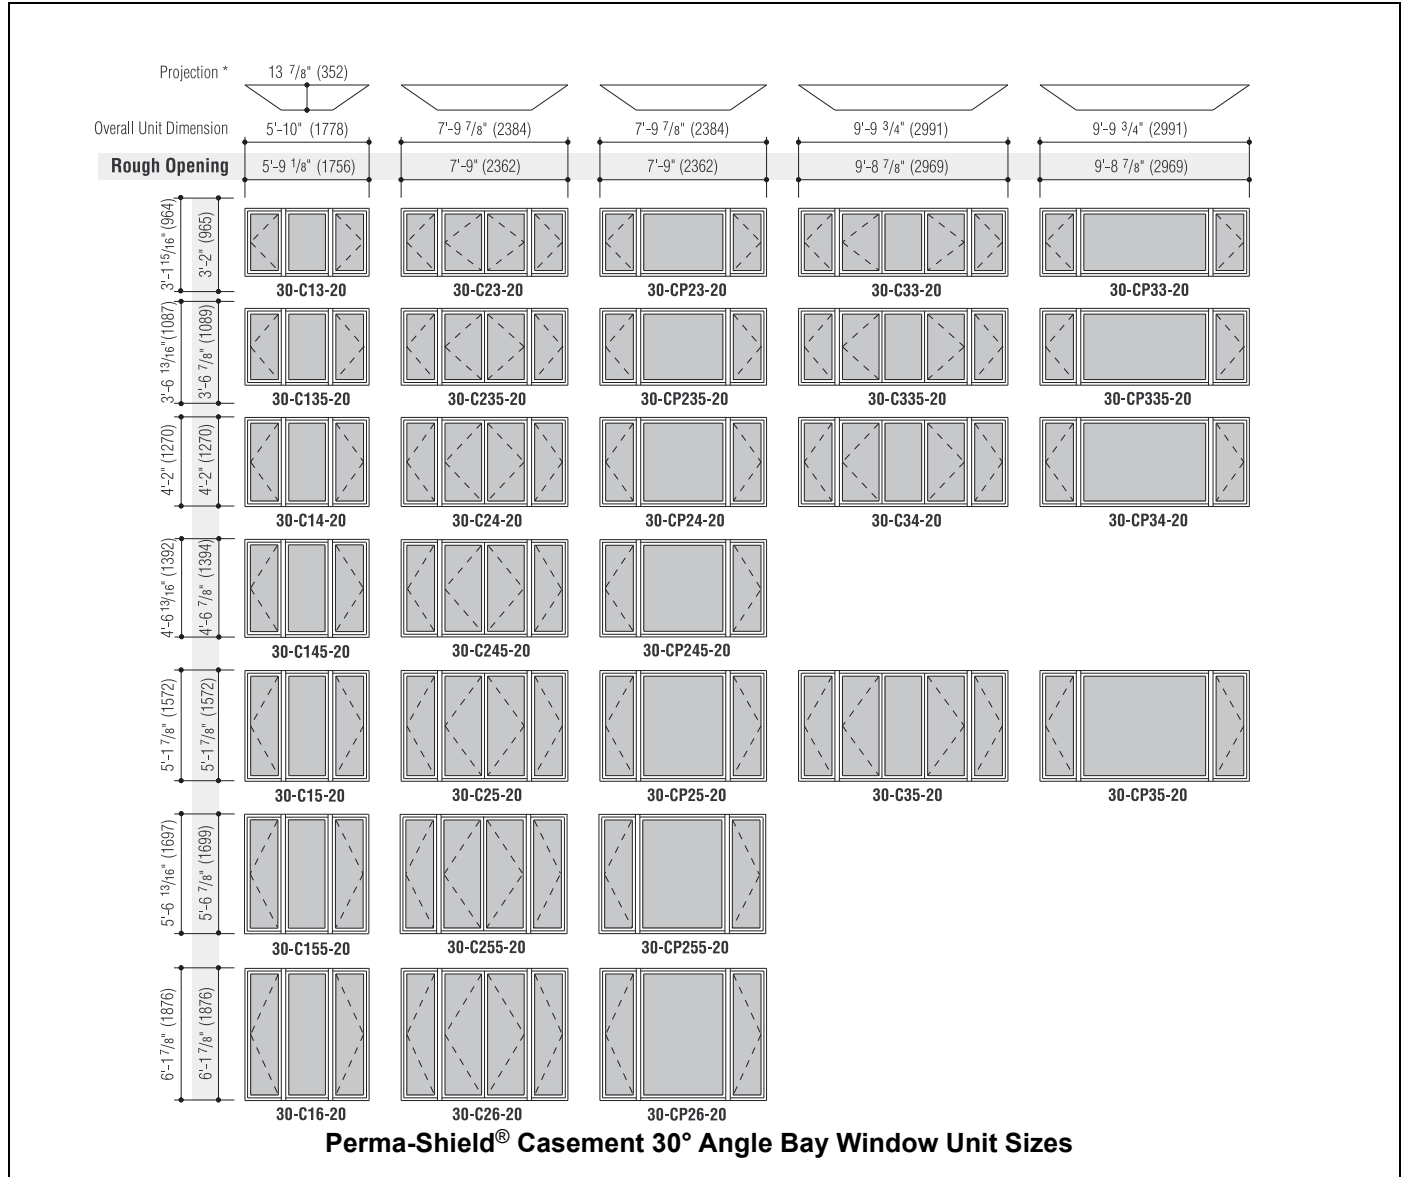 Projection * 13 7/8" (352)
Overall Unit Dimension 5'-10" (1778) 7'-9 7/8" (2384) 7'-9 7/8" (2384) 9'-9 3/4" (2991) 9'-9 3/4" (2991)
Rough Opening 5'-9 1/8" (1756) 7'-9" (2362) 7'-9" (2362) 9'-8 7/8" (2969) 9'-8 7/8" (2969)
3'-1 15/16" (964) 3'-2" (965)
30-C13-20 30-C23-20 30-CP23-20 30-C33-20 30-CP33-20
3'-6 13/16" (1087) 3'-6 7/8" (1089)
30-C135-20 30-C235-20 30-CP235-20 30-C335-20 30-CP335-20
4'-2" (1270) 4'-2" (1270)
30-C14-20 30-C24-20 30-CP24-20 30-C34-20 30-CP34-20
4'-6 13/16" (1392) 4'-6 7/8" (1394)
30-C145-20 30-C245-20 30-CP245-20
5'-1 7/8" (1572) 5'-1 7/8" (1572)
30-C15-20 30-C25-20 30-CP25-20 30-C35-20 30-CP35-20
5'-6 13/16" (1697) 5'-6 7/8" (1699)
30-C155-20 30-C255-20 30-CP255-20
6'-1 7/8" (1876) 6'-1 7/8" (1876)
30-C16-20 30-C26-20 30-CP26-20
Perma-Shield® Casement 30° Angle Bay Window Unit Sizes